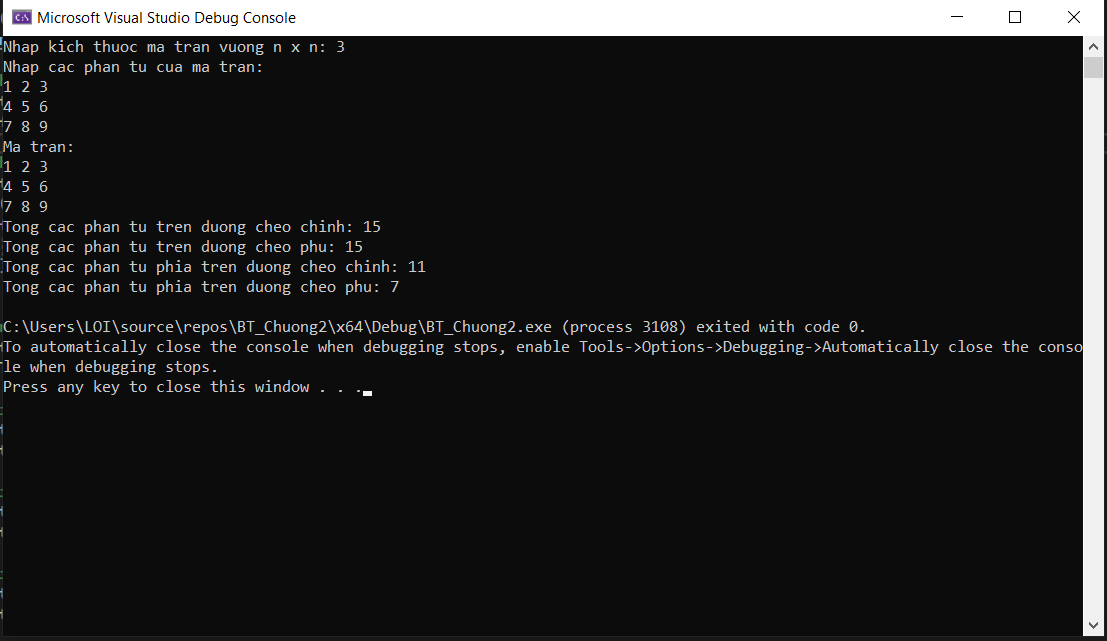 Microsoft Visual Studio Debug Console
Nhap kich thuoc ma tran vuong n x n: 3
Nhap cac phan tu cua ma tran:
1 2 3
4 5 6
7 8 9
Ma tran:
1 2 3
4 5 6
7 8 9
Tong cac phan tu tren duong cheo chinh: 15
Tong cac phan tu tren duong cheo phu: 15
Tong cac phan tu phia tren duong cheo chinh: 11
Tong cac phan tu phia tren duong cheo phu: 7
C:\Users\LOI\source\repos\BT_Chuong2\x64\Debug\BT_Chuong2.exe (process 3108) exited with code 0.
To automatically close the console when debugging stops, enable Tools->Options->Debugging->Automatically close the conso
le when debugging stops.
Press any key to close this window . . .